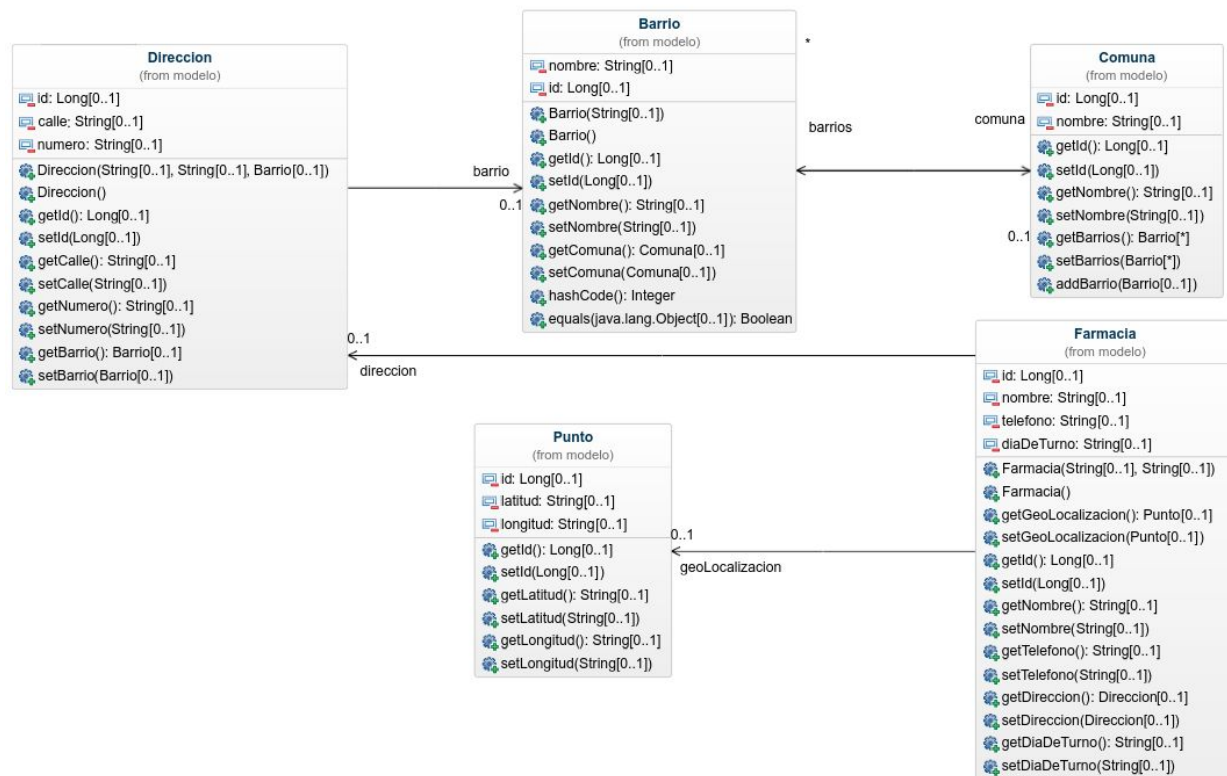 Direccion
(from modelo)
id: Long[0..1]
calle: String[0..1]
numero: String[0..1]
Direccion(String[0..1], String[0..1], Barrio[0..1])
Direccion()
getId(): Long[0..1]
setId(Long[0..1])
getCalle(): String[0..1]
setCalle(String[0..1])
getNumero(): String[0..1]
setNumero(String[0..1])
getBarrio(): Barrio[0..1]
setBarrio(Barrio[0..1])
barrio
0..1
Barrio
(from modelo)
nombre: String[0..1]
id: Long[0..1]
Barrio(String[0..1])
Barrio()
getId(): Long[0..1]
setId(Long[0..1])
getNombre(): String[0..1]
setNombre(String[0..1])
getComuna(): Comuna[0..1]
setComuna(Comuna[0..1])
hashCode(): Integer
equals(java.lang.Object[0..1]): Boolean
*
barrios
comuna
0..1
Comuna
(from modelo)
id: Long[0..1]
nombre: String[0..1]
getId(): Long[0..1]
setId(Long[0..1])
getNombre(): String[0..1]
setNombre(String[0..1])
getBarrios(): Barrio[*]
setBarrios(Barrio[*])
addBarrio(Barrio[0..1])
0..1
direccion
Punto
(from modelo)
id: Long[0..1]
latitud: String[0..1]
longitud: String[0..1]
getId(): Long[0..1]
setId(Long[0..1])
getLatitud(): String[0..1]
setLatitud(String[0..1])
getLongitud(): String[0..1]
setLongitud(String[0..1])
0..1
geoLocalizacion
Farmacia
(from modelo)
id: Long[0..1]
nombre: String[0..1]
telefono: String[0..1]
diaDeTurno: String[0..1]
Farmacia(String[0..1], String[0..1])
Farmacia()
getGeoLocalizacion(): Punto[0..1]
setGeoLocalizacion(Punto[0..1])
getId(): Long[0..1]
setId(Long[0..1])
getNombre(): String[0..1]
setNombre(String[0..1])
getTelefono(): String[0..1]
setTelefono(String[0..1])
getDireccion(): Direccion[0..1]
setDireccion(Direccion[0..1])
getDiaDeTurno(): String[0..1]
setDiaDeTurno(String[0..1])